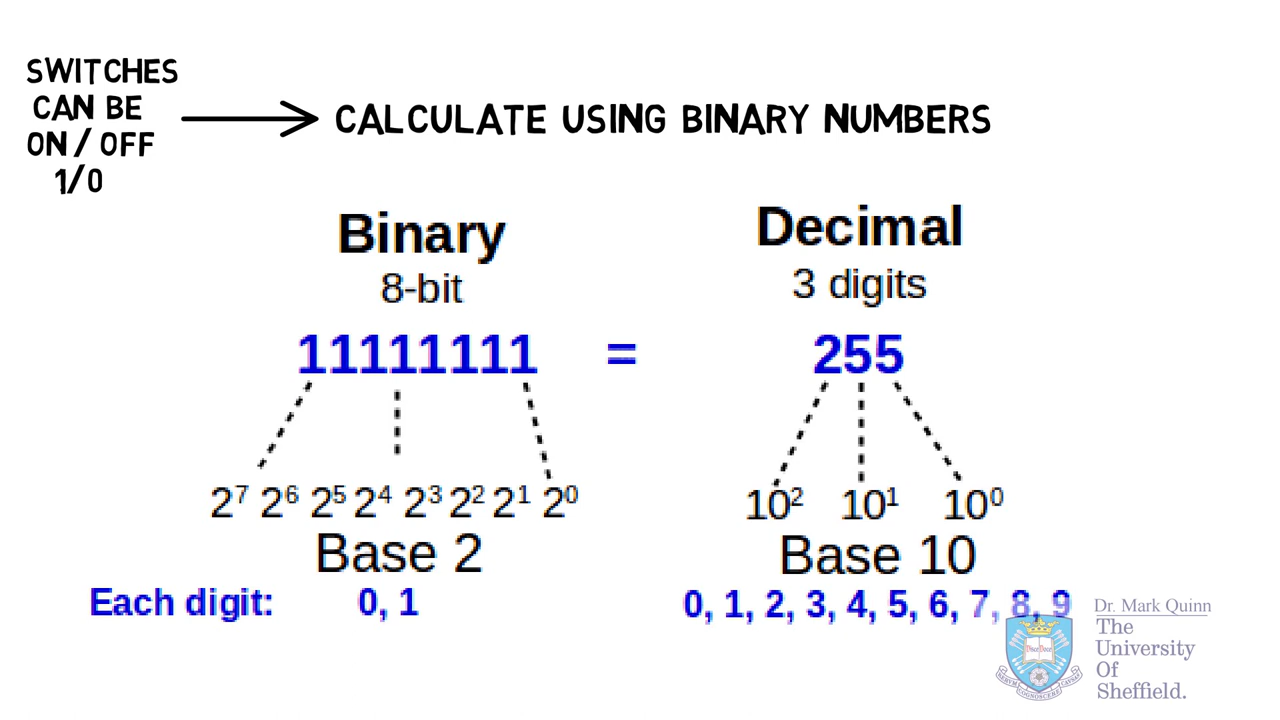 SWITCHES
CAN BE
ON / OFF
1/0
CALCULATE USING BINARY NUMBERS
Binary
8-bit
11111111
=
Decimal
3 digits
255
2⁷ 2⁶ 2⁵ 2⁴ 2³ 2² 2¹ 2⁰
Base 2
10² 10¹ 10⁰
Base 10
Each digit: 0, 1
0, 1, 2, 3, 4, 5, 6, 7, 8, 9
Dr. Mark Quinn
The
University
Of
Sheffield.